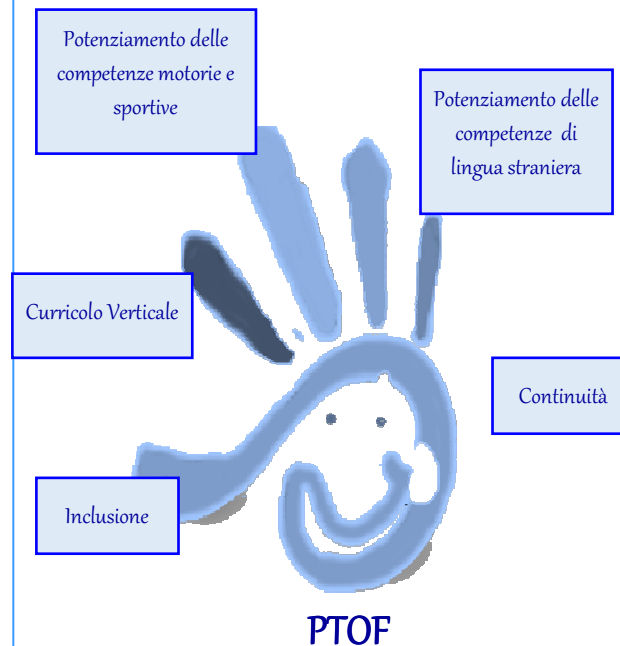 Potenziamento delle
competenze motorie e
sportive
Potenziamento delle
competenze di
lingua straniera
Curricolo Verticale
Continuità
Inclusione
PTOF